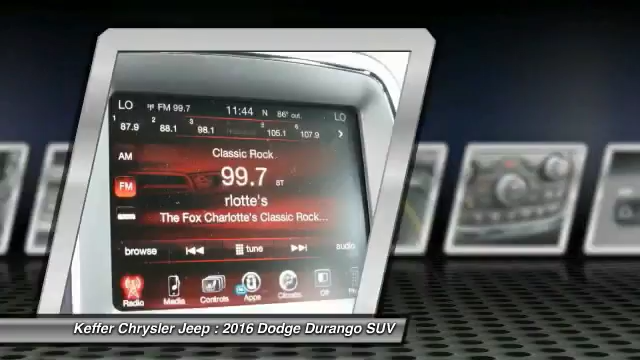 LO FM 99.7 11:44 N 86° out. LO
1 2 3 5 6
87.9 88.1 98.1 105.1 107.9
Classic Rock
AM
99.7 ST
FM
rlotte's
The Fox Charlotte's Classic Rock...
browse tune audio
Radio Media Controls Apps Climate
Keffer Chrysler Jeep : 2016 Dodge Durango SUV